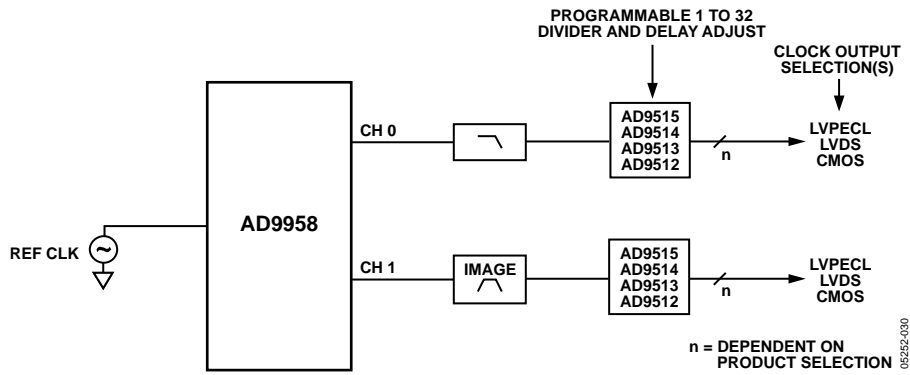 PROGRAMMABLE 1 TO 32
DIVIDER AND DELAY ADJUST
CLOCK OUTPUT
SELECTION(S)
AD9958
REF CLK
CH 0
AD9515
AD9514
AD9513
AD9512
n
LVPECL
LVDS
CMOS
CH 1
IMAGE
AD9515
AD9514
AD9513
AD9512
n
LVPECL
LVDS
CMOS
n = DEPENDENT ON
PRODUCT SELECTION
05252-030